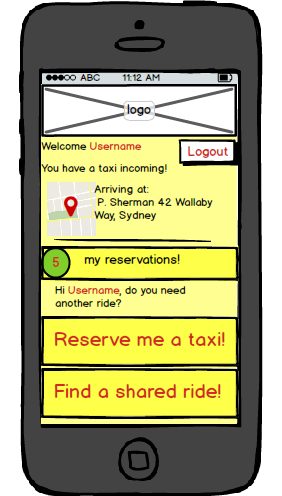 ABC 11:12 AM
logo
Welcome Username
Logout
You have a taxi incoming!
Arriving at:
P. Sherman 42 Wallaby
Way, Sydney
5 my reservations!
Hi Username, do you need
another ride?
Reserve me a taxi!
Find a shared ride!